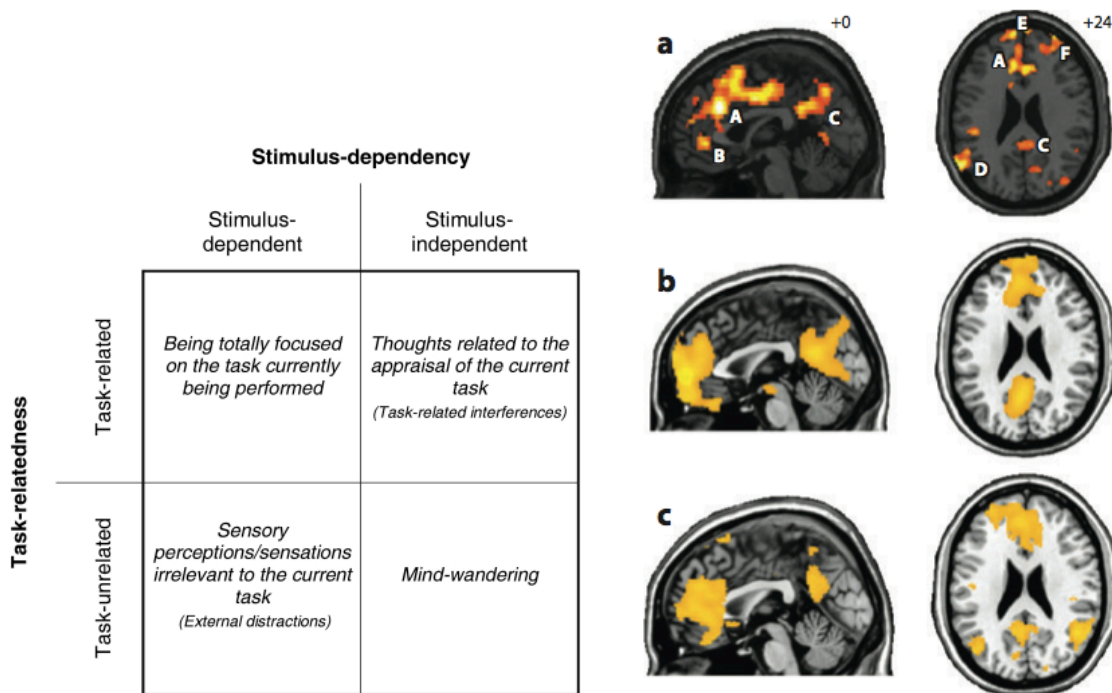 Stimulus-dependency
Stimulus-
dependent
Stimulus-
independent
Task-relatedness
Task-related
Being totally focused
on the task currently
being performed
Thoughts related to the
appraisal of the current
task
(Task-related interferences)
Task-unrelated
Sensory
perceptions/sensations
irrelevant to the current
task
(External distractions)
Mind-wandering
a
+0
A
B
C
+24
E
F
A
C
D
b
c